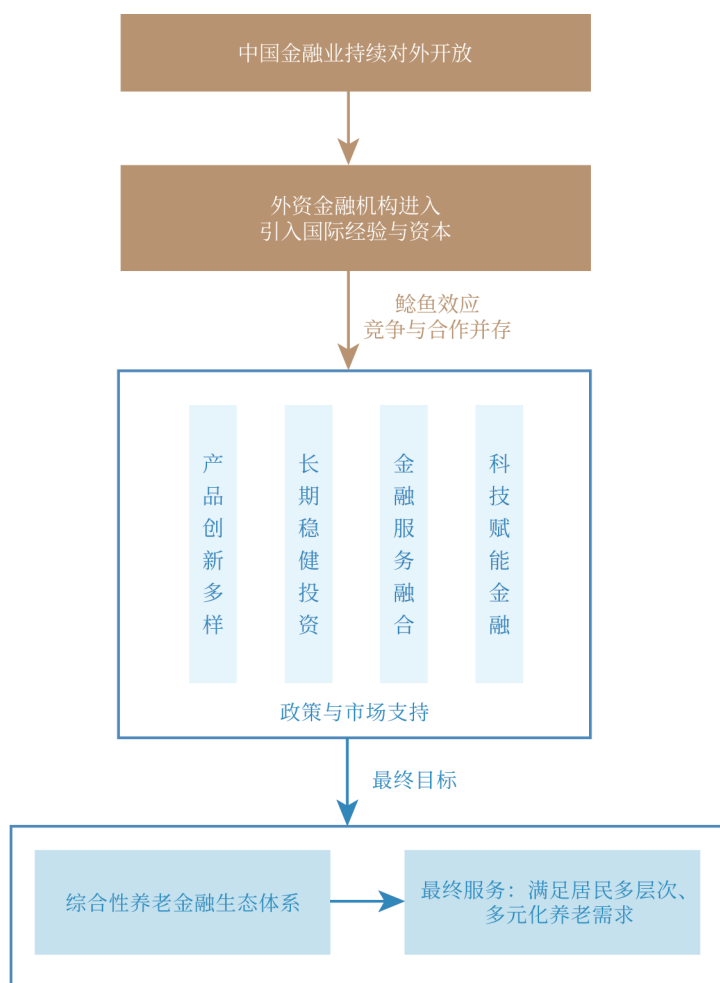 中国金融业持续对外开放
外资金融机构进入
引入国际经验与资本
鲶鱼效应
竞争与合作并存
产品创新多样
长期稳健投资
金融服务融合
科技赋能金融
政策与市场支持
最终目标
综合性养老金融生态体系
最终服务：满足居民多层次、
多元化养老需求